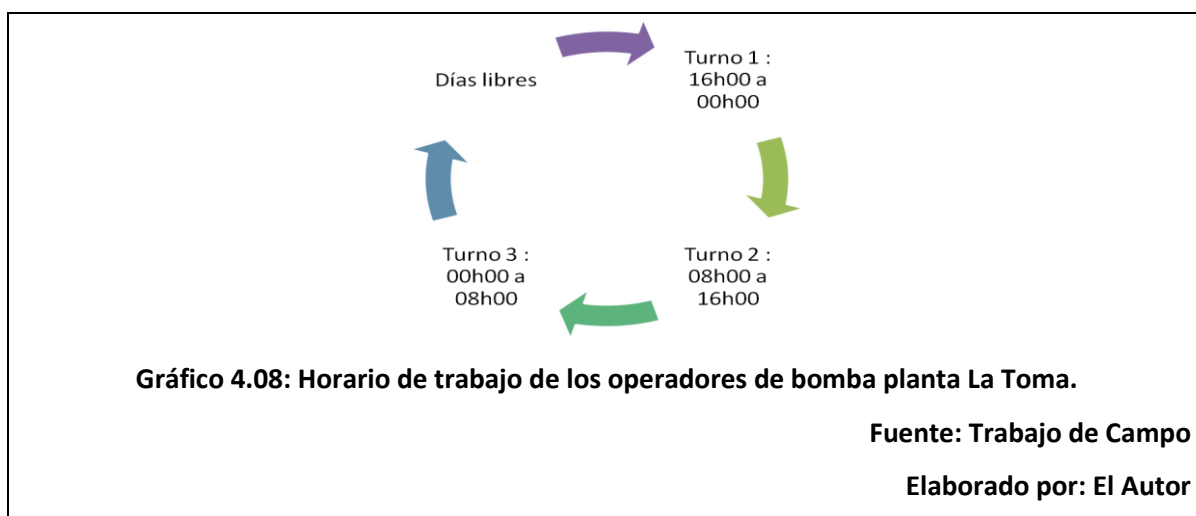 Días libres
Turno 1 :
16h00 a
00h00
Turno 2 :
08h00 a
16h00
Turno 3 :
00h00 a
08h00
Gráfico 4.08: Horario de trabajo de los operadores de bomba planta La Toma.
Fuente: Trabajo de Campo
Elaborado por: El Autor